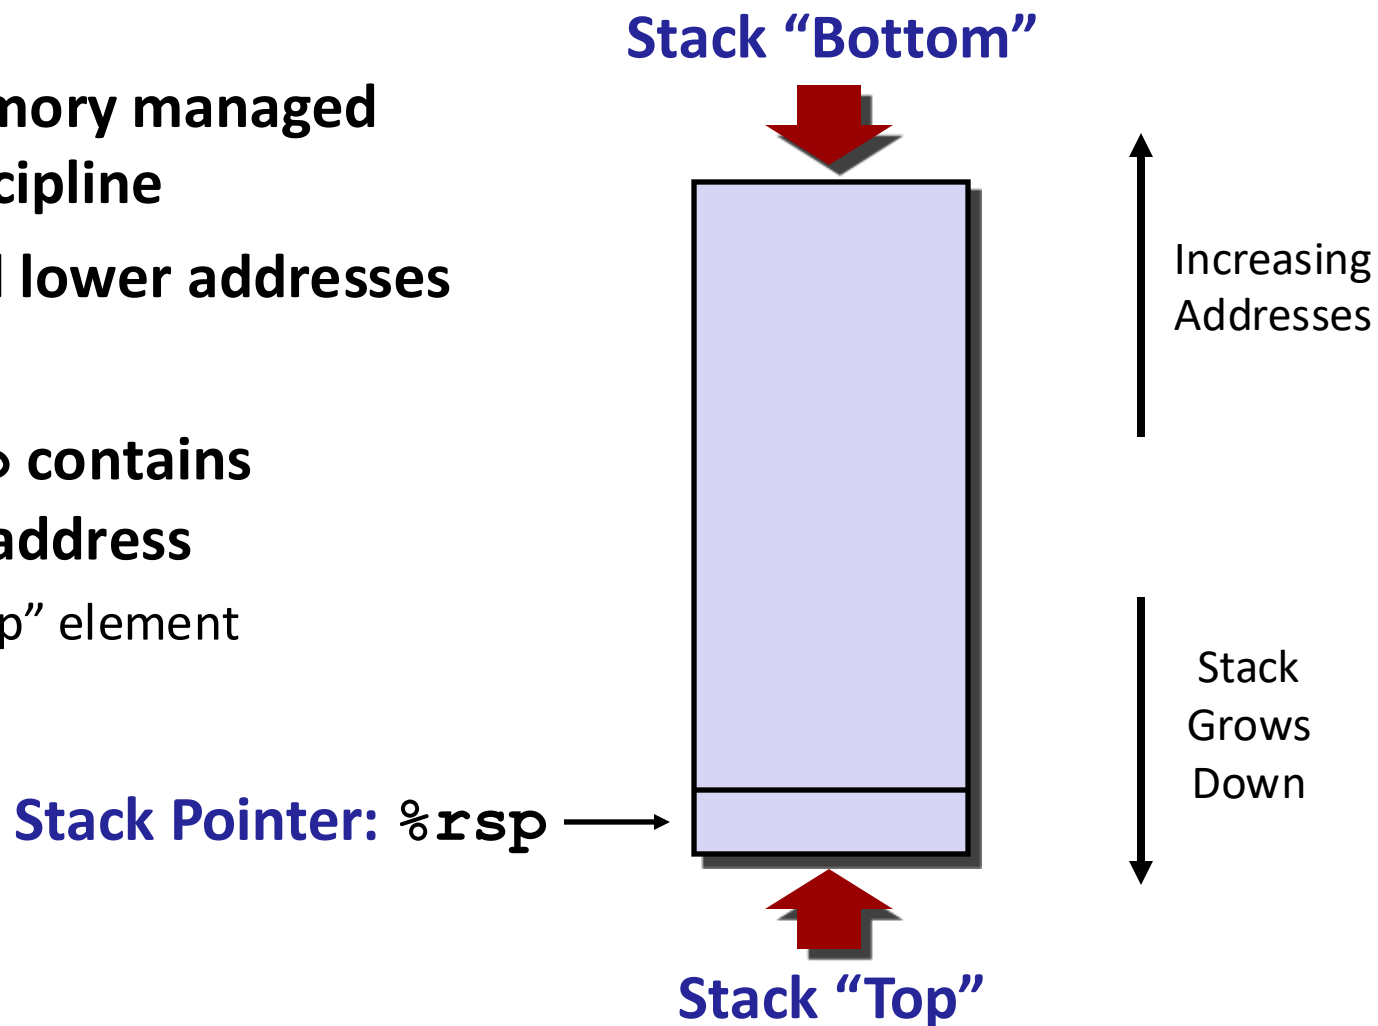 Stack “Bottom”
mory managed
cipline
lower addresses
contains
address
p” element
Increasing
Addresses
Stack
Grows
Down
Stack Pointer: %rsp
Stack “Top”